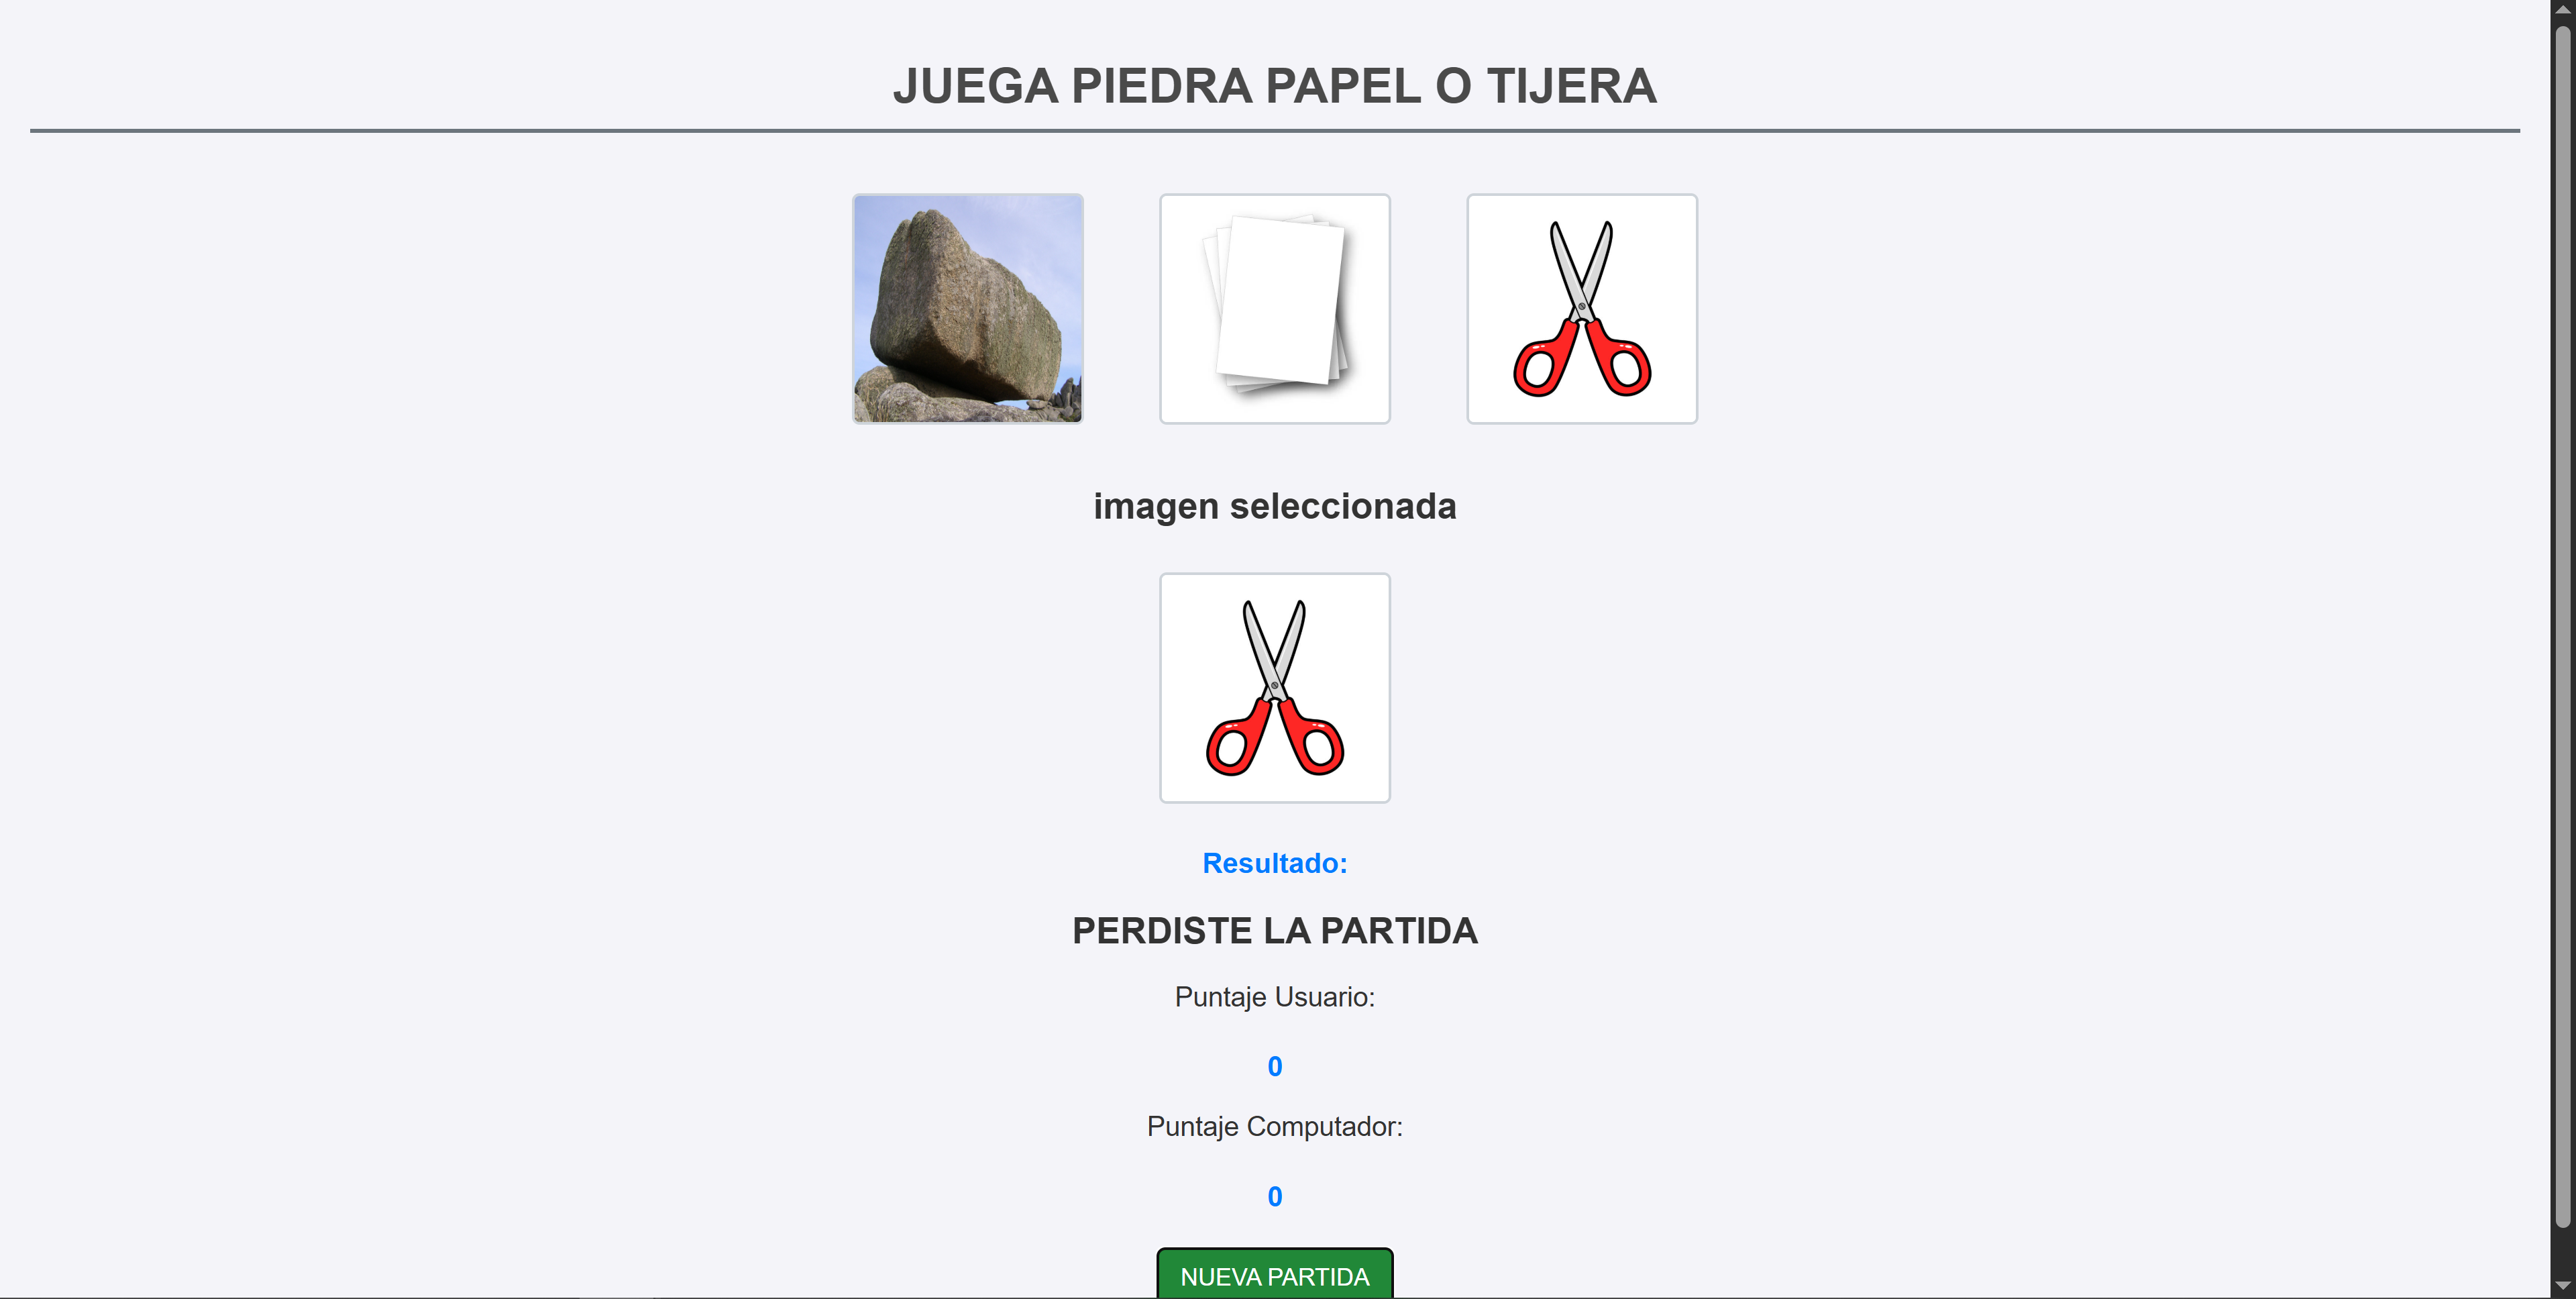 JUEGA PIEDRA PAPEL O TIJERA
imagen seleccionada
Resultado:
PERDISTE LA PARTIDA
Puntaje Usuario:
0
Puntaje Computador:
0
NUEVA PARTIDA